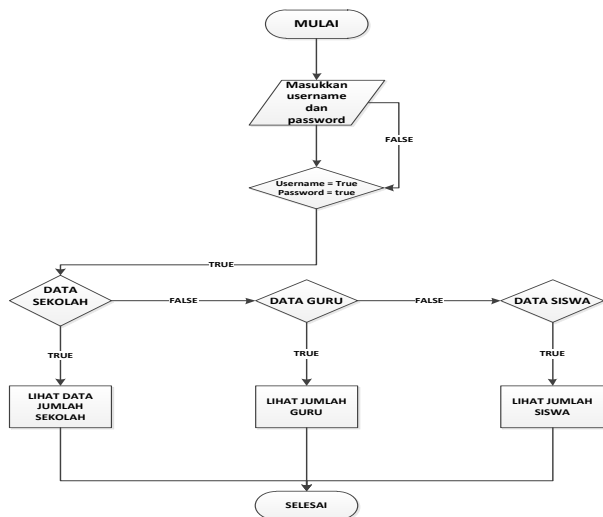 MULAI
Masukkan
username
dan
password
FALSE
Username = True
Password = true
TRUE
DATA
SEKOLAH
FALSE
DATA GURU
FALSE
DATA SISWA
TRUE
TRUE
TRUE
LIHAT DATA
JUMLAH
SEKOLAH
LIHAT JUMLAH
GURU
LIHAT JUMLAH
SISWA
SELESAI